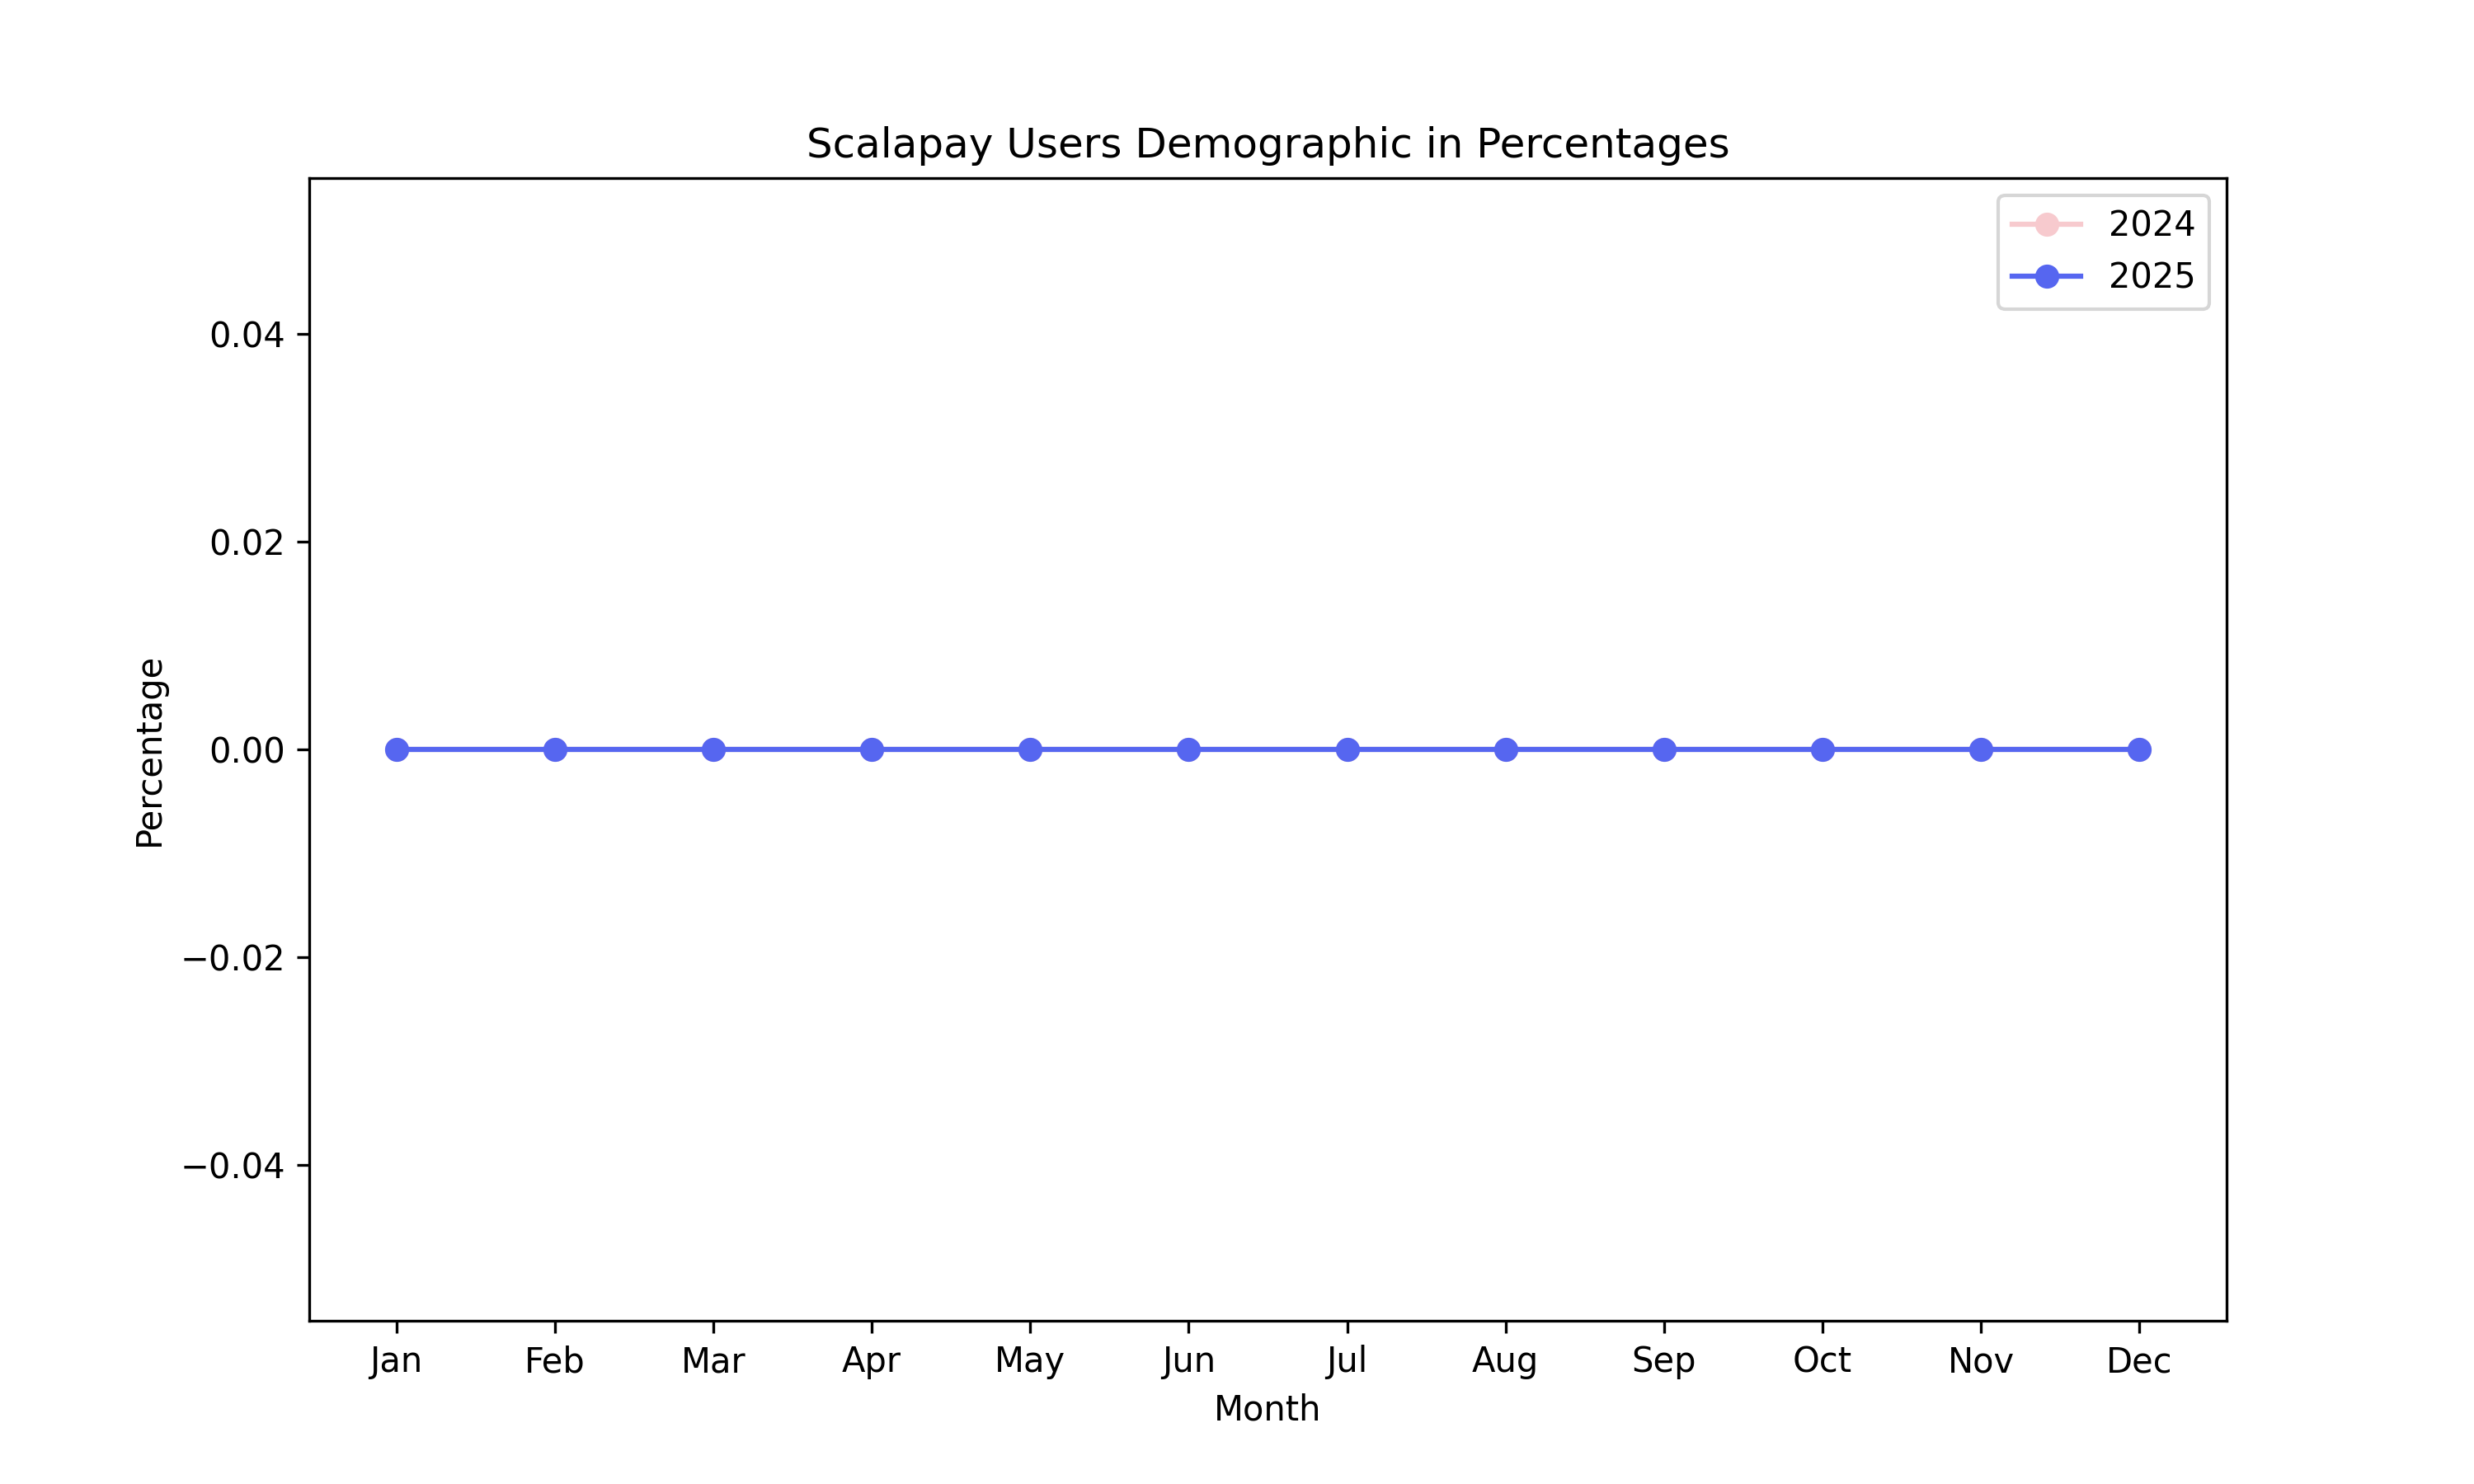 Scalapay Users Demographic in Percentages
2024
2025
0.04
0.02
0.00
−0.02
−0.04
Percentage
Jan Feb Mar Apr May Jun Jul Aug Sep Oct Nov Dec
Month